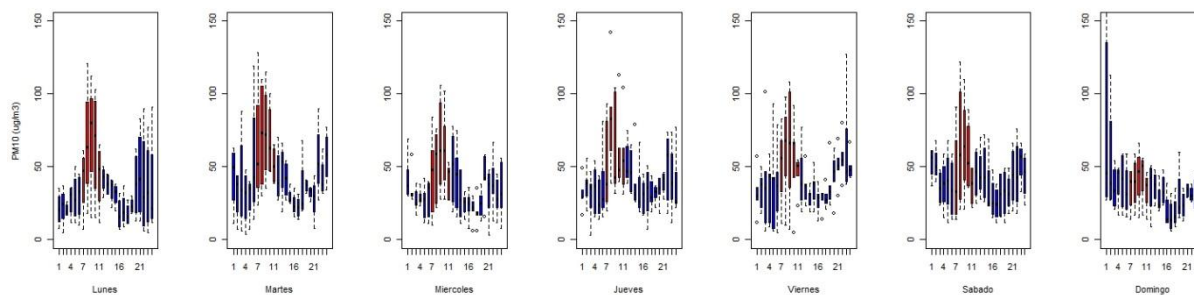 PM10 (ug/m3)
150 150 150 150 150 150 150
100 100 100 100 100 100 100
50 50 50 50 50 50 50
0 0 0 0 0 0 0
1 4 7 11 16 21 1 4 7 11 16 21 1 4 7 11 16 21 1 4 7 11 16 21 1 4 7 11 16 21 1 4 7 11 16 21 1 4 7 11 16 21
Lunes Martes Miercoles Jueves Viernes Sabado Domingo